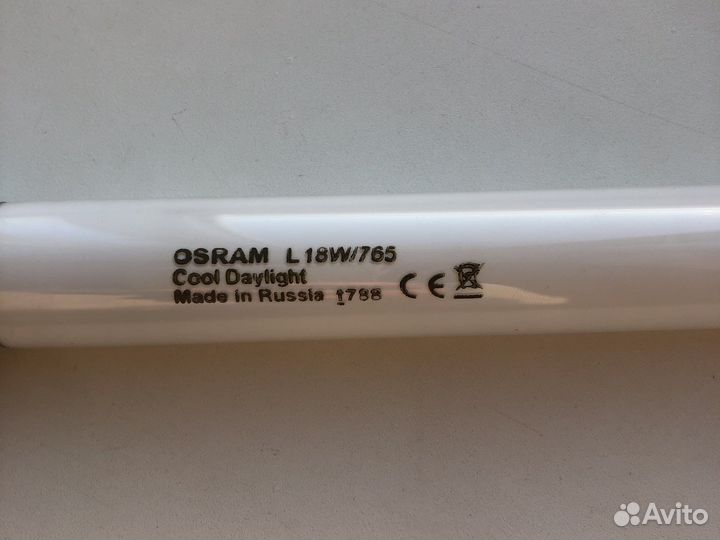 OSRAM L 18W/765
Cool Daylight
Made in Russia 1788 CE
Avito